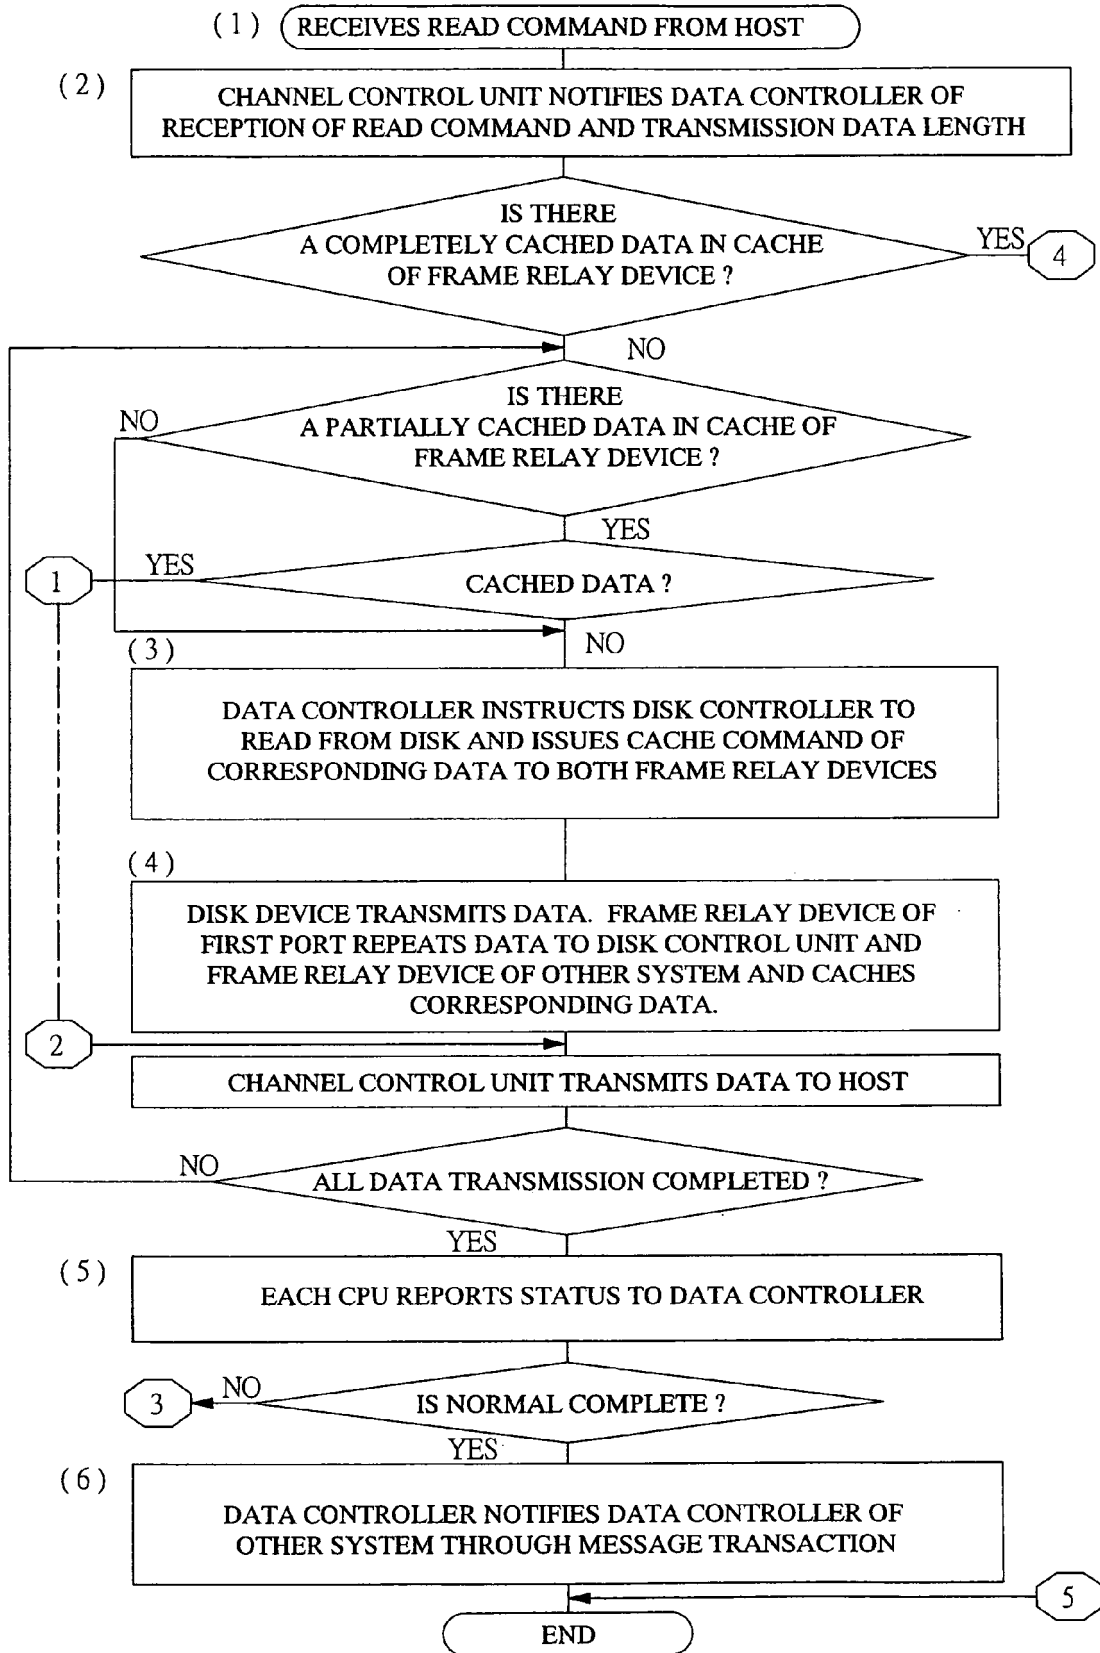 (1) RECEIVES READ COMMAND FROM HOST
(2)
CHANNEL CONTROL UNIT NOTIFIES DATA CONTROLLER OF
RECEPTION OF READ COMMAND AND TRANSMISSION DATA LENGTH
IS THERE
A COMPLETELY CACHED DATA IN CACHE
OF FRAME RELAY DEVICE ?
YES
4
NO
IS THERE
A PARTIALLY CACHED DATA IN CACHE OF
FRAME RELAY DEVICE ?
NO
YES
1
YES
CACHED DATA ?
NO
(3)
DATA CONTROLLER INSTRUCTS DISK CONTROLLER TO
READ FROM DISK AND ISSUES CACHE COMMAND OF
CORRESPONDING DATA TO BOTH FRAME RELAY DEVICES
(4)
DISK DEVICE TRANSMITS DATA. FRAME RELAY DEVICE OF
FIRST PORT REPEATS DATA TO DISK CONTROL UNIT AND
FRAME RELAY DEVICE OF OTHER SYSTEM AND CACHES
CORRESPONDING DATA.
2
CHANNEL CONTROL UNIT TRANSMITS DATA TO HOST
NO
ALL DATA TRANSMISSION COMPLETED ?
YES
(5)
EACH CPU REPORTS STATUS TO DATA CONTROLLER
3
NO
IS NORMAL COMPLETE ?
YES
(6)
DATA CONTROLLER NOTIFIES DATA CONTROLLER OF
OTHER SYSTEM THROUGH MESSAGE TRANSACTION
5
END